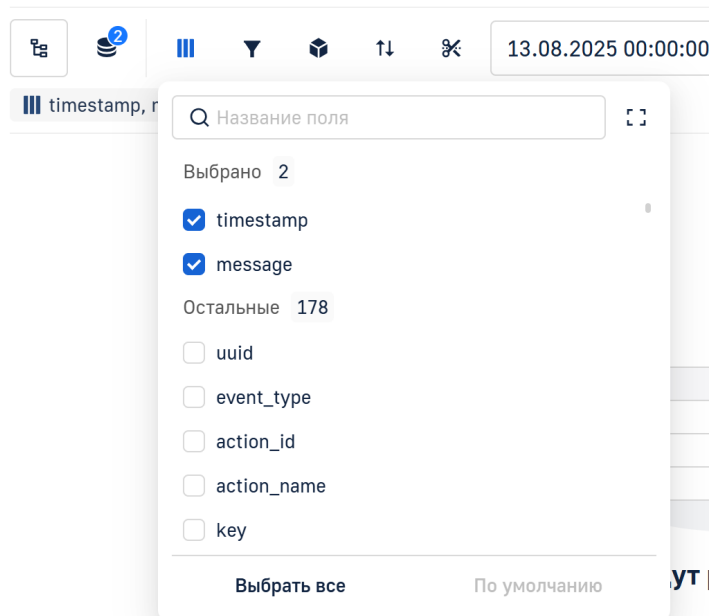 2
13.08.2025 00:00:00
timestamp,
Название поля
Выбрано 2
timestamp
message
Остальные 178
uuid
event_type
action_id
action_name
key
Выбрать все По умолчанию